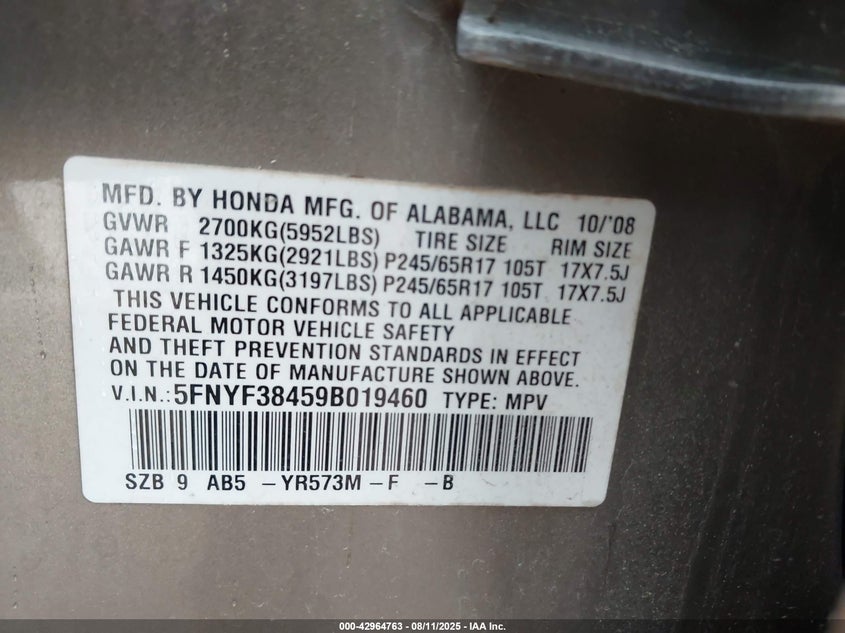 MFD. BY HONDA MFG. OF ALABAMA, LLC 10/'08
GVWR 2700KG(5952LBS) TIRE SIZE RIM SIZE
GAWR F 1325KG(2921LBS) P245/65R17 105T 17X7.5J
GAWR R 1450KG(3197LBS) P245/65R17 105T 17X7.5J
THIS VEHICLE CONFORMS TO ALL APPLICABLE
FEDERAL MOTOR VEHICLE SAFETY
AND THEFT PREVENTION STANDARDS IN EFFECT
ON THE DATE OF MANUFACTURE SHOWN ABOVE.
V.I.N.: 5FNYF38459B019460 TYPE: MPV
SZB 9 AB5 –YR573M –F –B
000-42964763 - 08/11/2025 - IAA Inc.